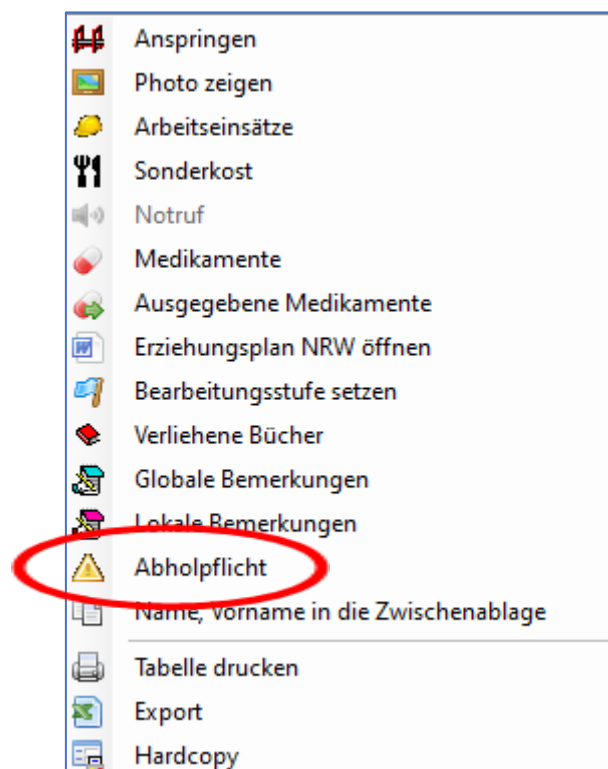 Anspringen
Photo zeigen
Arbeitseinsätze
Sonderkost
Notruf
Medikamente
Ausgegebene Medikamente
Erziehungsplan NRW öffnen
Bearbeitungsstufe setzen
Verliehene Bücher
Globale Bemerkungen
Lokale Bemerkungen
Abholpflicht
Name, Vorname in die Zwischenablage
Tabelle drucken
Export
Hardcopy